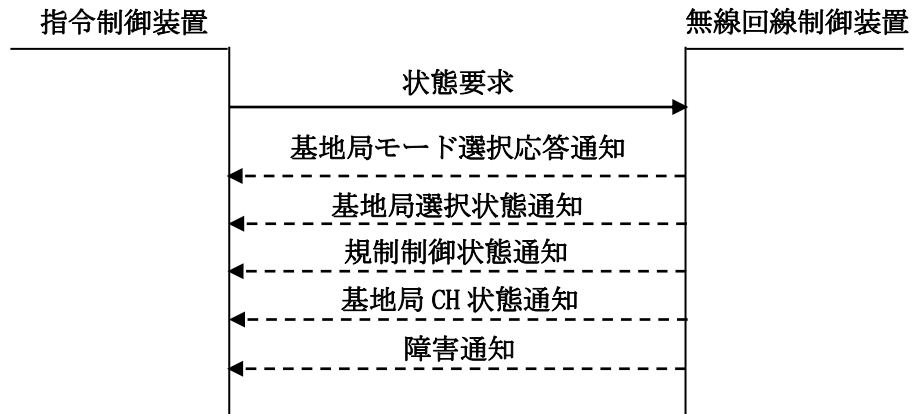 指令制御装置
無線回線制御装置
状態要求
基地局モード選択応答通知
基地局選択状態通知
規制制御状態通知
基地局 CH 状態通知
障害通知